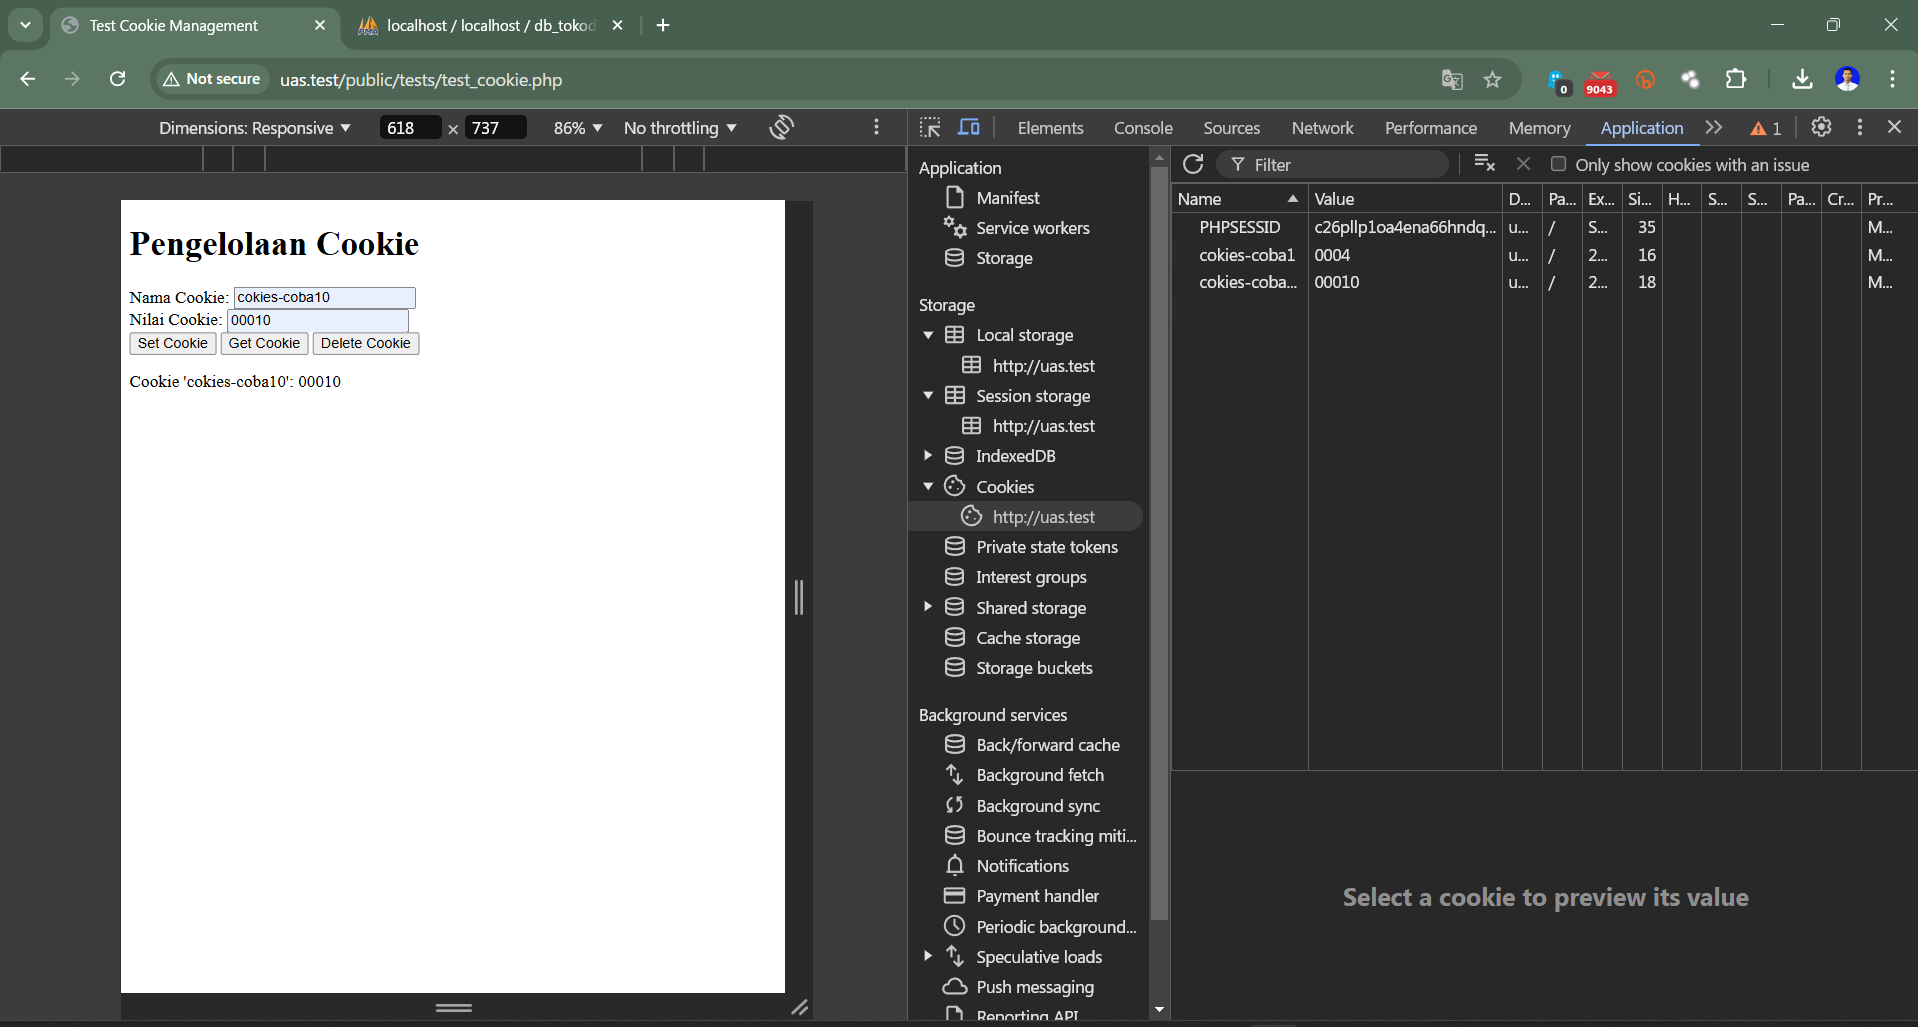 Test Cookie Management
localhost / localhost / db_tokod
Not secure
uas.test/public/tests/test_cookie.php
0
9043
Dimensions: Responsive
618 x 737
86%
No throttling
Elements
Console
Sources
Network
Performance
Memory
Application
1
Pengelolaan Cookie
Nama Cookie: cokies-coba10
Nilai Cookie: 00010
Set Cookie Get Cookie Delete Cookie
Cookie 'cokies-coba10': 00010
Application
Manifest
Service workers
Storage
Storage
Local storage
http://uas.test
Session storage
http://uas.test
IndexedDB
Cookies
http://uas.test
Private state tokens
Interest groups
Shared storage
Cache storage
Storage buckets
Background services
Back/forward cache
Background fetch
Background sync
Bounce tracking miti...
Notifications
Payment handler
Periodic background...
Speculative loads
Push messaging
Reporting API
Filter
Only show cookies with an issue
Name Value D... Pa... Ex... Si... H... S... S... Pa... Cr... Pr...
PHPSESSID c26pllp1oa4ena66hndq... u... / S... 35 M...
cokies-coba1 0004 u... / 2... 16 M...
cokies-coba... 00010 u... / 2... 18 M...
Select a cookie to preview its value